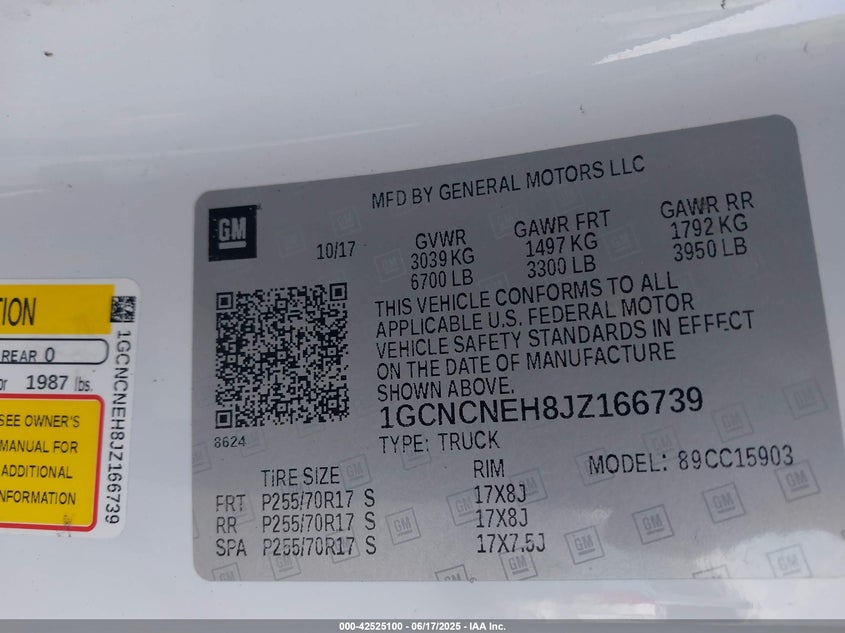 MFD BY GENERAL MOTORS LLC
GM
10/17
GVWR
3039 KG
6700 LB
GAWR FRT
1497 KG
3300 LB
GAWR RR
1792 KG
3950 LB
THIS VEHICLE CONFORMS TO ALL
APPLICABLE U.S. FEDERAL MOTOR
VEHICLE SAFETY STANDARDS IN EFFECT
ON THE DATE OF MANUFACTURE
SHOWN ABOVE.
8624
1GCNCNEH8JZ166739
TYPE: TRUCK
MODEL: 89CC15903
TIRE SIZE RIM
FRT P255/70R17 S 17X8J
RR P255/70R17 S 17X8J
SPA P255/70R17 S 17X7.5J
TION
REAR 0
or 1987 lbs.
SEE OWNER'S
MANUAL FOR
ADDITIONAL
NFORMATION
1GCNCNEH8JZ166739
000-42525100 - 06/17/2025 - IAA Inc.